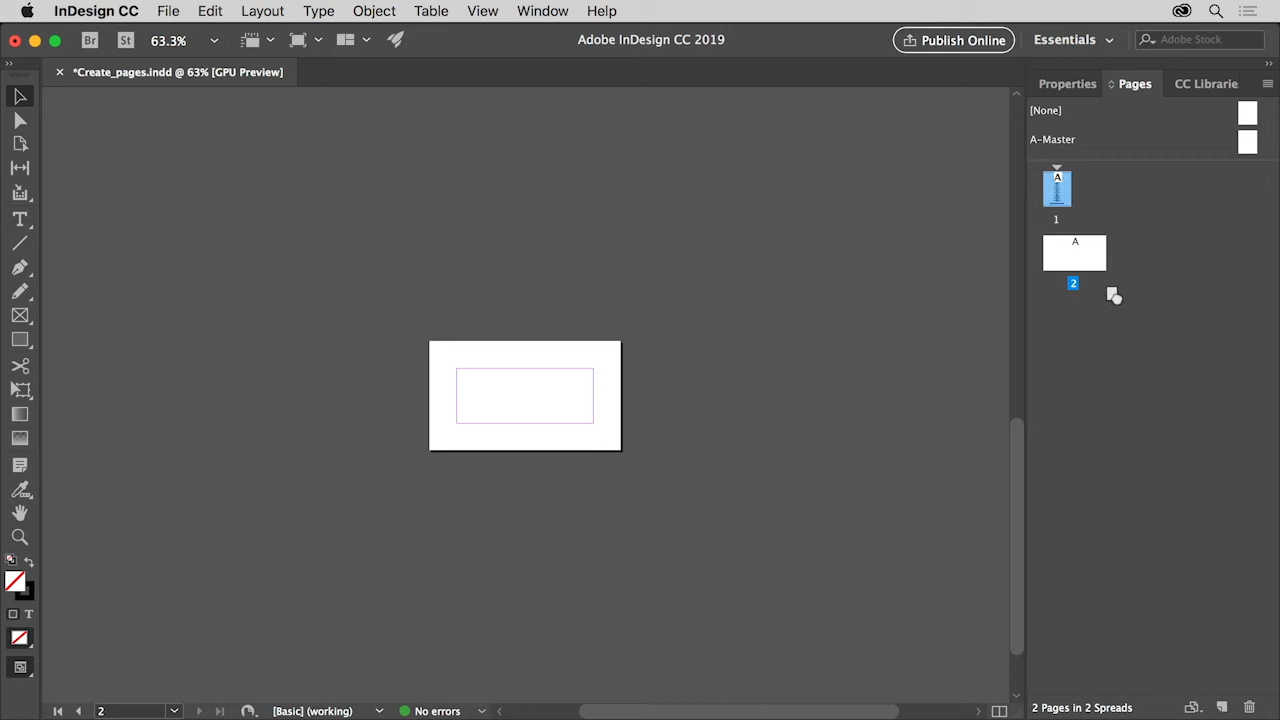 InDesign CC File Edit Layout Type Object Table View Window Help
Br St 63.3% Adobe InDesign CC 2019 Publish Online Essentials Adobe Stock
*Create_pages.indd @ 63% [GPU Preview] Properties Pages CC Librarie
[None]
A-Master
A
1
A
2
T
T
2 [Basic] (working) No errors 2 Pages in 2 Spreads